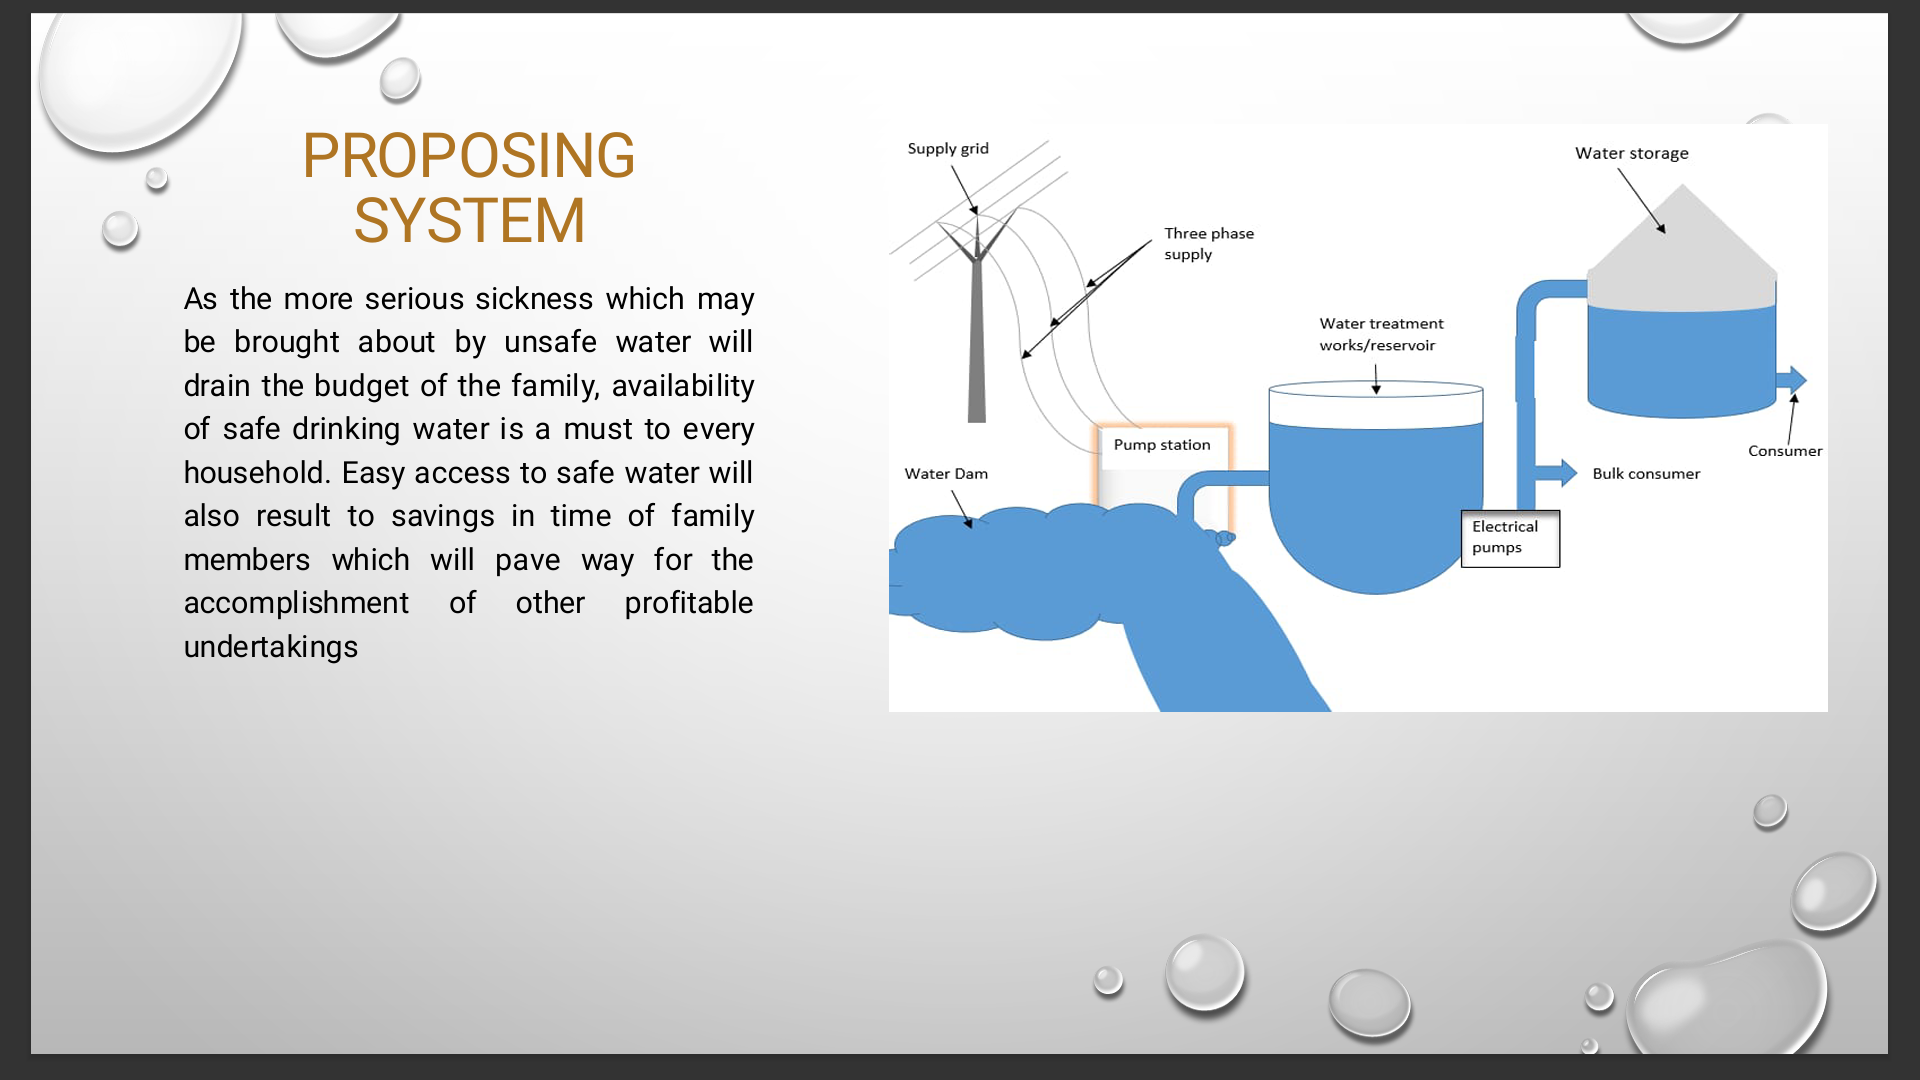 PROPOSING
SYSTEM
As the more serious sickness which may
be brought about by unsafe water will
drain the budget of the family, availability
of safe drinking water is a must to every
household. Easy access to safe water will
also result to savings in time of family
members which will pave way for the
accomplishment of other profitable
undertakings
Supply grid
Three phase
supply
Water storage
Water treatment
works/reservoir
Pump station
Water Dam
Consumer
Bulk consumer
Electrical
pumps